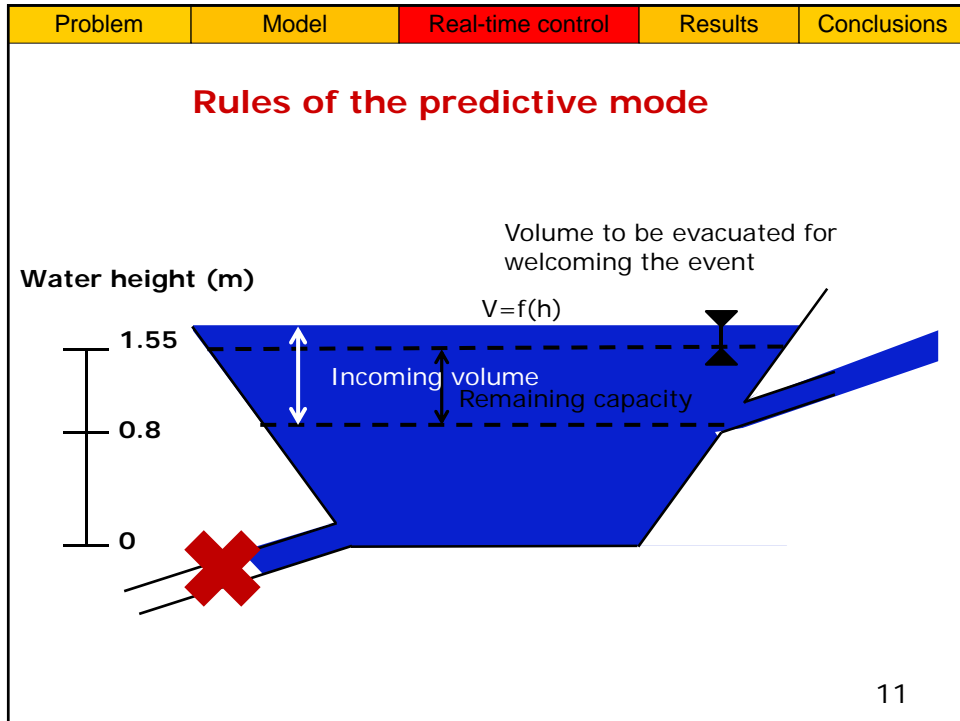 Problem Model Real-time control Results Conclusions
Rules of the predictive mode
Volume to be evacuated for
welcoming the event
Water height (m)
V=f(h)
1.55
Incoming volume
Remaining capacity
0.8
0
11